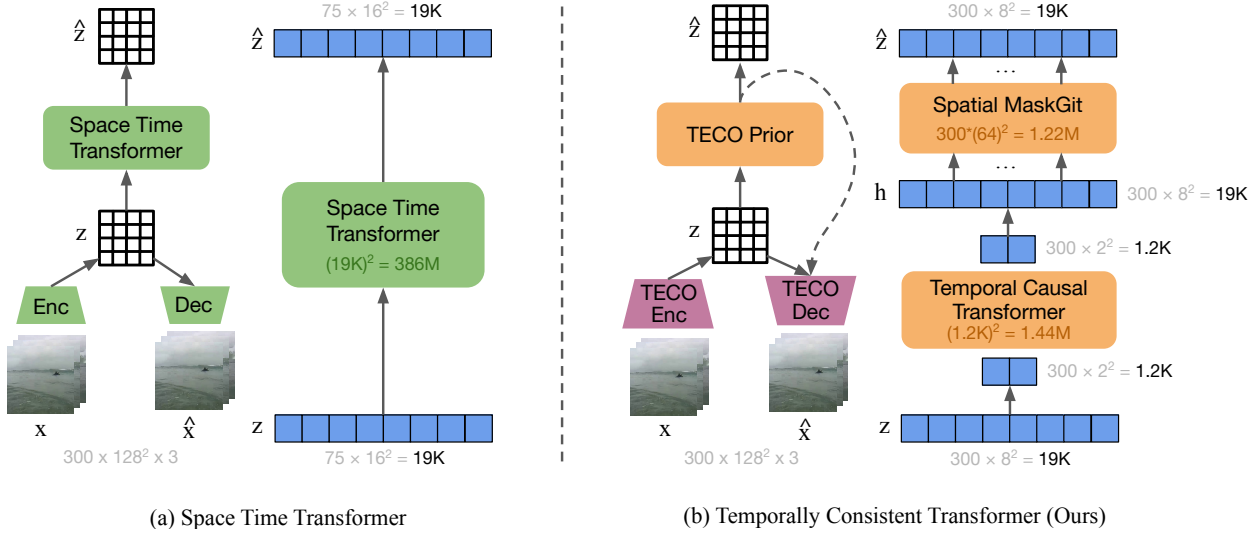 ẑ
Space Time
Transformer
z
Enc
Dec
x
x̂
300 x 128² x 3
75 × 16² = 19K
ẑ
Space Time
Transformer
(19K)² = 386M
z
75 × 16² = 19K
(a) Space Time Transformer
ẑ
TECO Prior
z
TECO
Enc
TECO
Dec
x
x̂
300 x 128² x 3
300 × 8² = 19K
ẑ
...
Spatial MaskGit
300*(64)² = 1.22M
...
h
300 × 8² = 19K
300 × 2² = 1.2K
Temporal Causal
Transformer
(1.2K)² = 1.44M
300 × 2² = 1.2K
z
300 × 8² = 19K
(b) Temporally Consistent Transformer (Ours)